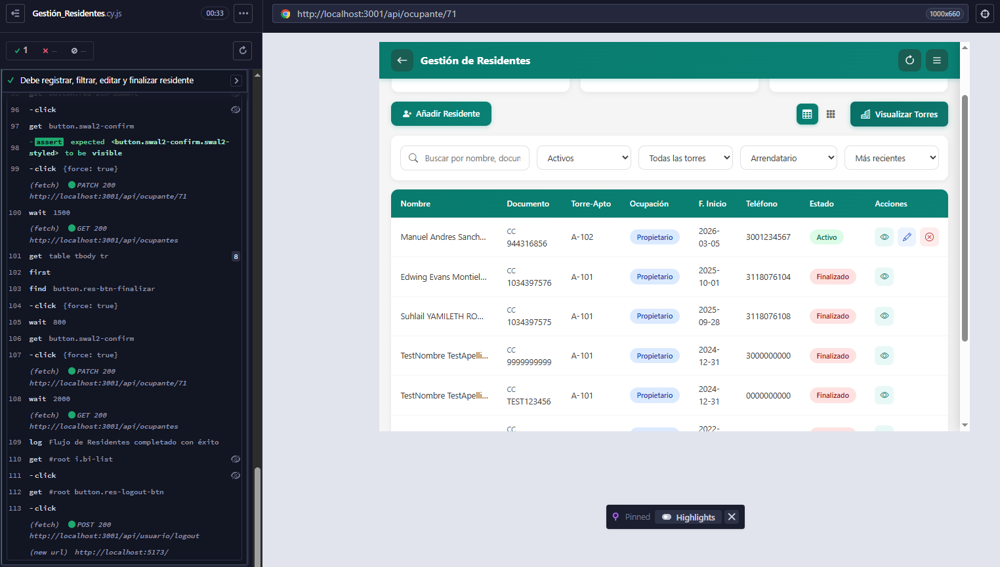 Gestión_Residentes.cy.js
00:33
1
--
--
Debe registrar, filtrar, editar y finalizar residente
95 get button.res-btn-submit
96 -click
97 get button.swal2-confirm
98 -assert expected <button.swal2-confirm.swal2-styled> to be visible
99 -click {force: true}
(fetch) PATCH 200
http://localhost:3001/api/ocupante/71
100 wait 1500
(fetch) GET 200
http://localhost:3001/api/ocupantes
101 get table tbody tr 8
102 first
103 find button.res-btn-finalizar
104 -click {force: true}
105 wait 800
106 get button.swal2-confirm
107 -click {force: true}
(fetch) PATCH 200
http://localhost:3001/api/ocupante/71
108 wait 2000
(fetch) GET 200
http://localhost:3001/api/ocupantes
109 log Flujo de Residentes completado con éxito
110 get #root i.bi-list
111 -click
112 get #root button.res-logout-btn
113 -click
(fetch) POST 200
http://localhost:3001/api/usuario/logout
(new url) http://localhost:5173/
http://localhost:3001/api/ocupante/71
1000x660
Gestión de Residentes
Añadir Residente
Visualizar Torres
Buscar por nombre, docun
Activos
Todas las torres
Arrendatario
Más recientes
Nombre Documento Torre-Apto Ocupación F. Inicio Teléfono Estado Acciones
Manuel Andres Sanch... CC 944316856 A-102 Propietario 2026-03-05 3001234567 Activo
Edwing Evans Montiel... CC 1034397576 A-101 Propietario 2025-10-01 3118076104 Finalizado
Suhlail YAMILETH RO... CC 1034397575 A-101 Propietario 2025-09-28 3118076108 Finalizado
TestNombre TestApelli... CC 9999999999 A-101 Propietario 2024-12-31 3000000000 Finalizado
TestNombre TestApelli... CC TEST123456 A-101 Propietario 2024-12-31 0000000000 Finalizado
CC 2022-
Pinned
Highlights